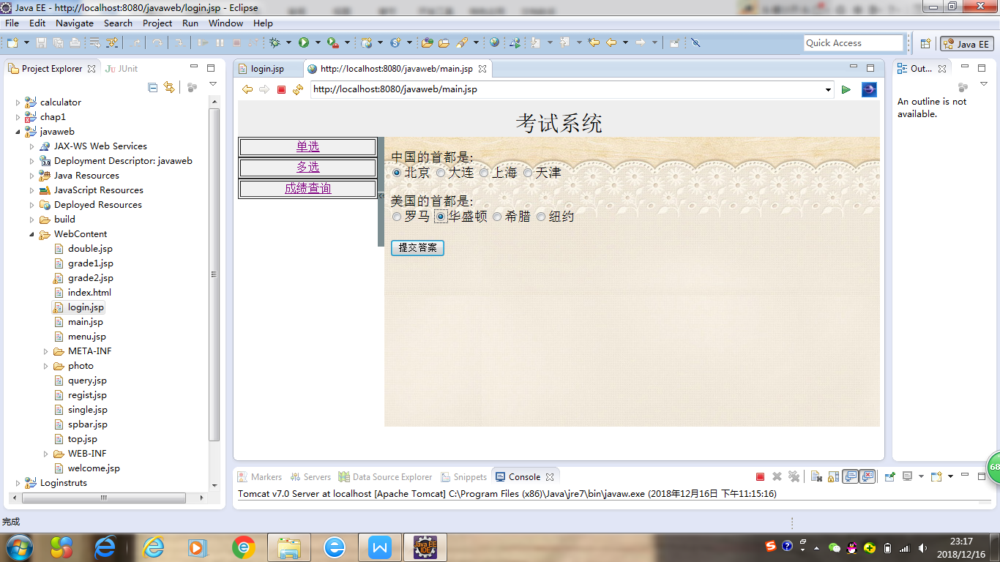 Java EE - http://localhost:8080/javaweb/login.jsp - Eclipse
File Edit Navigate Search Project Run Window Help
Quick Access
Java EE
Project Explorer
JUnit
login.jsp
http://localhost:8080/javaweb/main.jsp
Out...
http://localhost:8080/javaweb/main.jsp
An outline is not
available.
calculator
chap1
javaweb
JAX-WS Web Services
Deployment Descriptor: javaweb
Java Resources
JavaScript Resources
Deployed Resources
build
WebContent
double.jsp
grade1.jsp
grade2.jsp
index.html
login.jsp
main.jsp
menu.jsp
META-INF
photo
query.jsp
regist.jsp
single.jsp
spbar.jsp
top.jsp
WEB-INF
welcome.jsp
Loginstruts
考试系统
单选
多选
成绩查询
中国的首都是:
北京 大连 上海 天津
美国的首都是:
罗马 华盛顿 希腊 纽约
提交答案
68
Markers Servers Data Source Explorer Snippets Console
Tomcat v7.0 Server at localhost [Apache Tomcat] C:\Program Files (x86)\Java\jre7\bin\javaw.exe (2018年12月16日 下午11:15:16)
完成
Java EE
IDE
23:17
2018/12/16